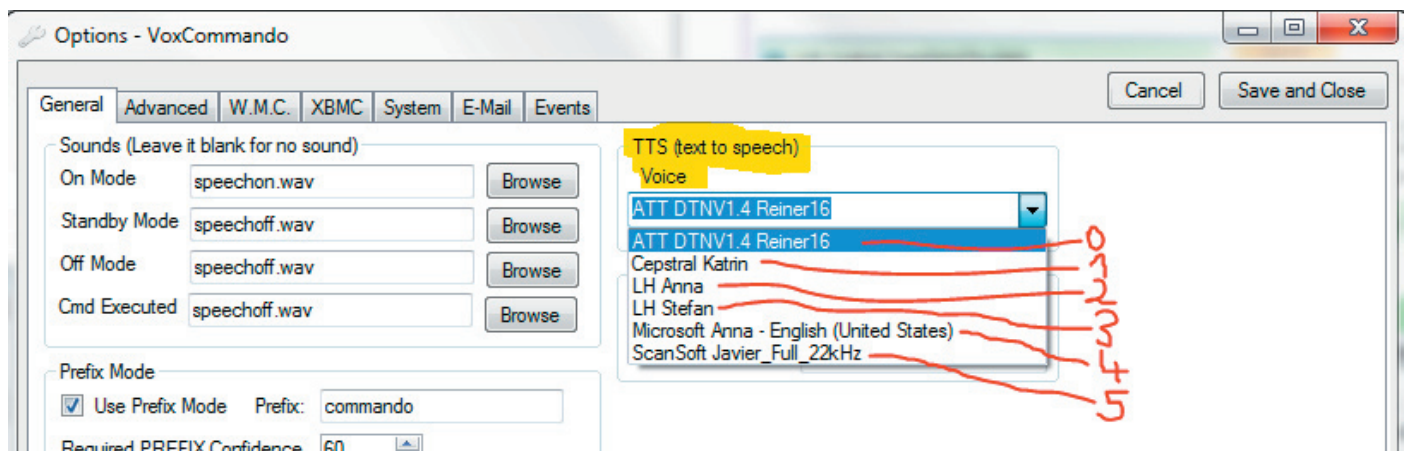 Options - VoxCommando
Cancel
Save and Close
General
Advanced
W.M.C.
XBMC
System
E-Mail
Events
Sounds (Leave it blank for no sound)
On Mode
speechon.wav
Browse
Standby Mode
speechoff.wav
Browse
Off Mode
speechoff.wav
Browse
Cmd Executed
speechoff.wav
Browse
Prefix Mode
Use Prefix Mode
Prefix:
commando
Required PREFIX Confidence
60
TTS (text to speech)
Voice
ATT DTNV1.4 Reiner16
ATT DTNV1.4 Reiner16
0
Cepstral Katrin
1
LH Anna
2
LH Stefan
3
Microsoft Anna - English (United States)
4
ScanSoft Javier_Full_22kHz
5